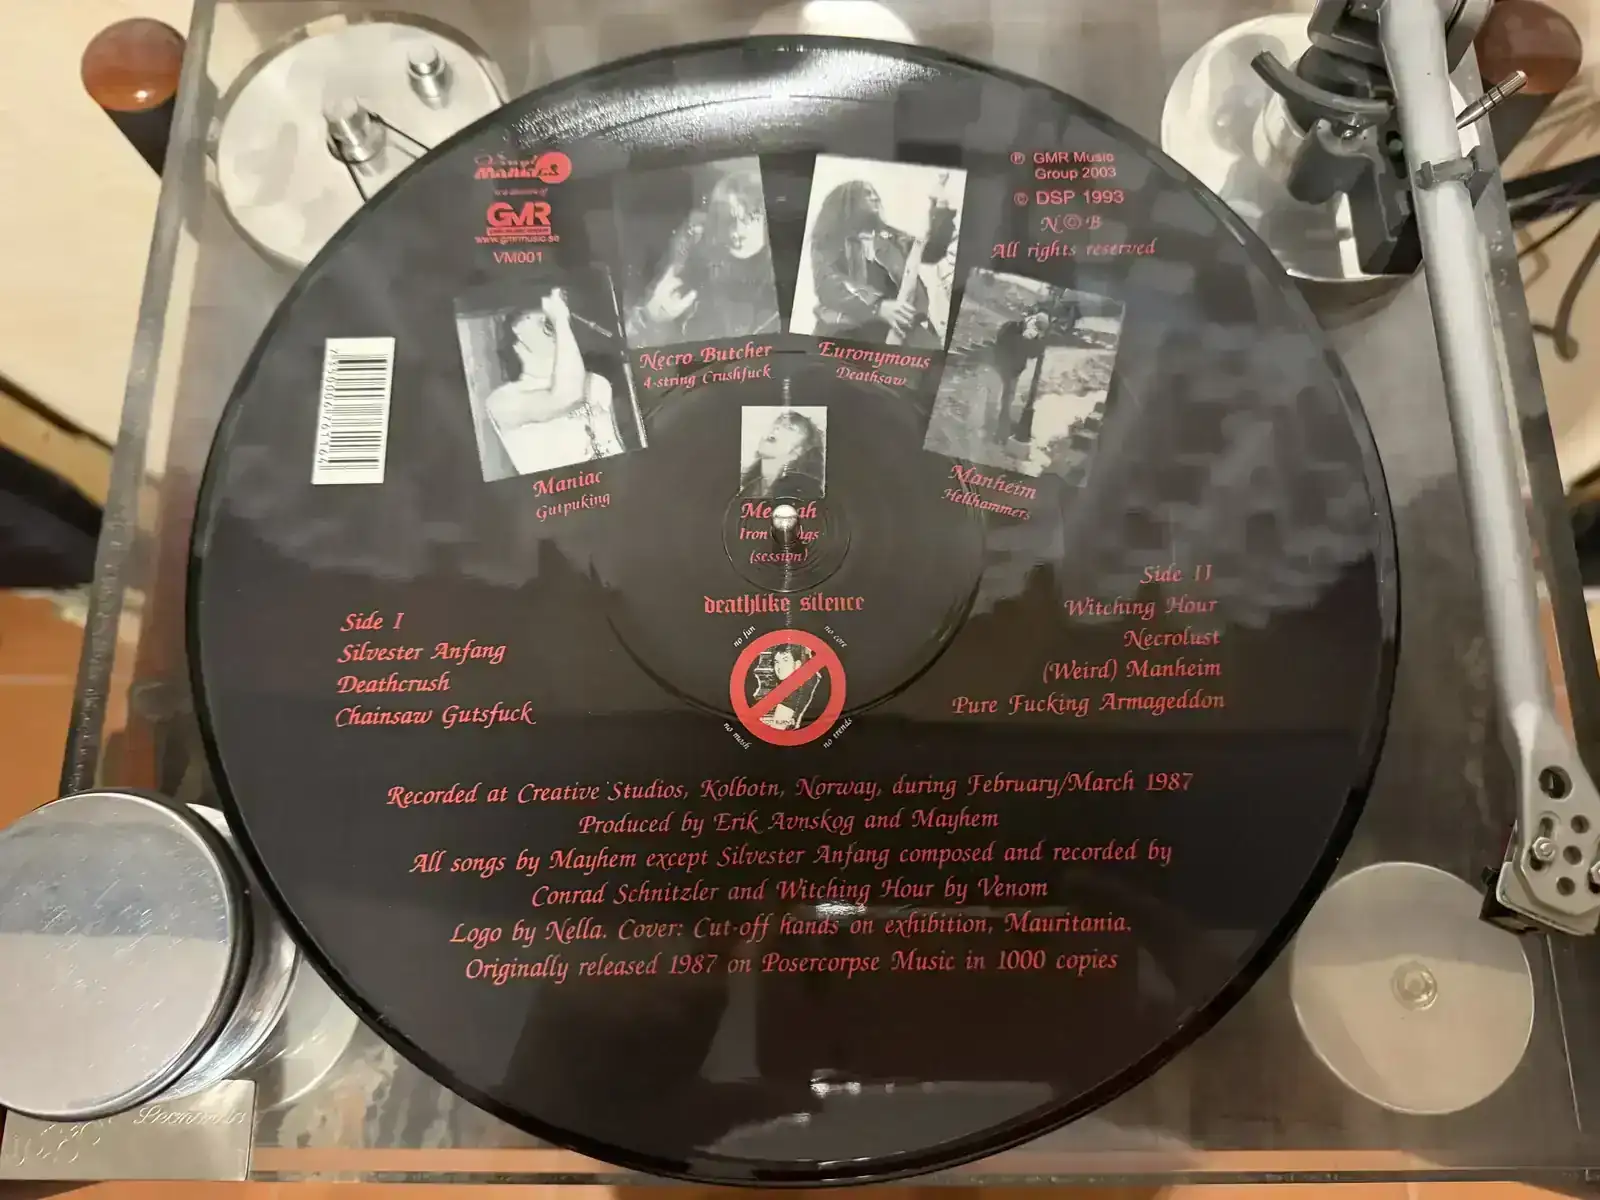 Vinyl
Maniacs
is a division of
GMR
www.gmrmusic.se
VM001
℗ GMR Music
Group 2003
© DSP 1993
N©B
All rights reserved
Necro Butcher
4-string Crushfuck
Euronymous
Deathsaw
Maniac
Gutpuking
Manheim
Hellhammers
(session)
deathlike silence
no fun
no core
no mosh
no trends
Side I
Silvester Anfang
Deathcrush
Chainsaw Gutsfuck
Side II
Witching Hour
Necrolust
(Weird) Manheim
Pure Fucking Armageddon
Recorded at Creative Studios, Kolbotn, Norway, during February/March 1987
Produced by Erik Avnskog and Mayhem
All songs by Mayhem except Silvester Anfang composed and recorded by
Conrad Schnitzler and Witching Hour by Venom
Logo by Nella. Cover: Cut-off hands on exhibition, Mauritania.
Originally released 1987 on Posercorpse Music in 1000 copies